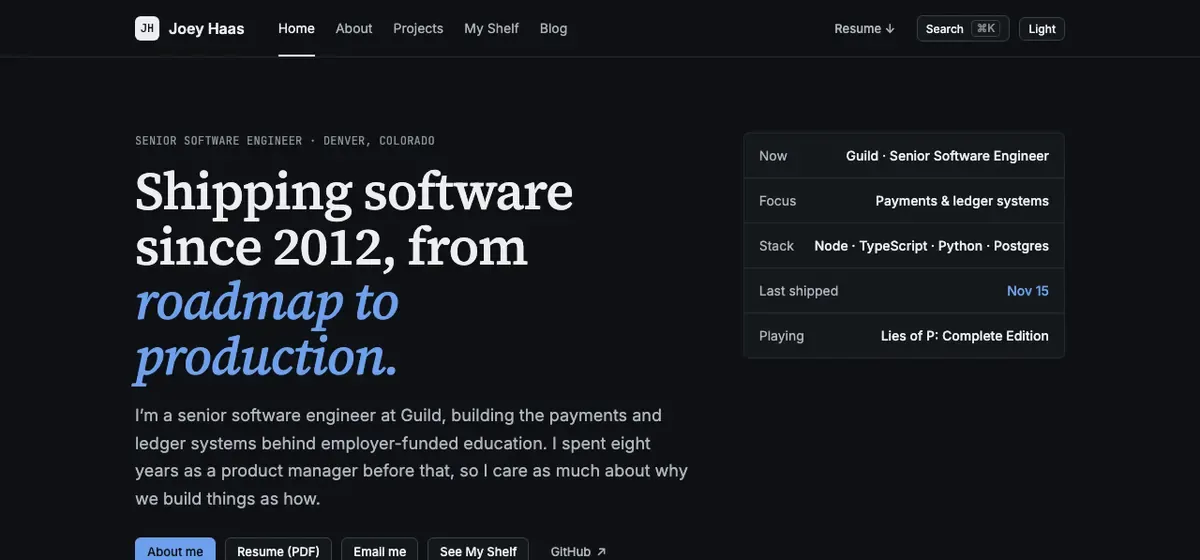 JH Joey Haas Home About Projects My Shelf Blog Resume ↓ Search ⌘K Light
SENIOR SOFTWARE ENGINEER · DENVER, COLORADO
Shipping software
since 2012, from
roadmap to
production.
I'm a senior software engineer at Guild, building the payments and
ledger systems behind employer-funded education. I spent eight
years as a product manager before that, so I care as much about why
we build things as how.
About me Resume (PDF) Email me See My Shelf GitHub ↗
Now Guild · Senior Software Engineer
Focus Payments & ledger systems
Stack Node · TypeScript · Python · Postgres
Last shipped Nov 15
Playing Lies of P: Complete Edition